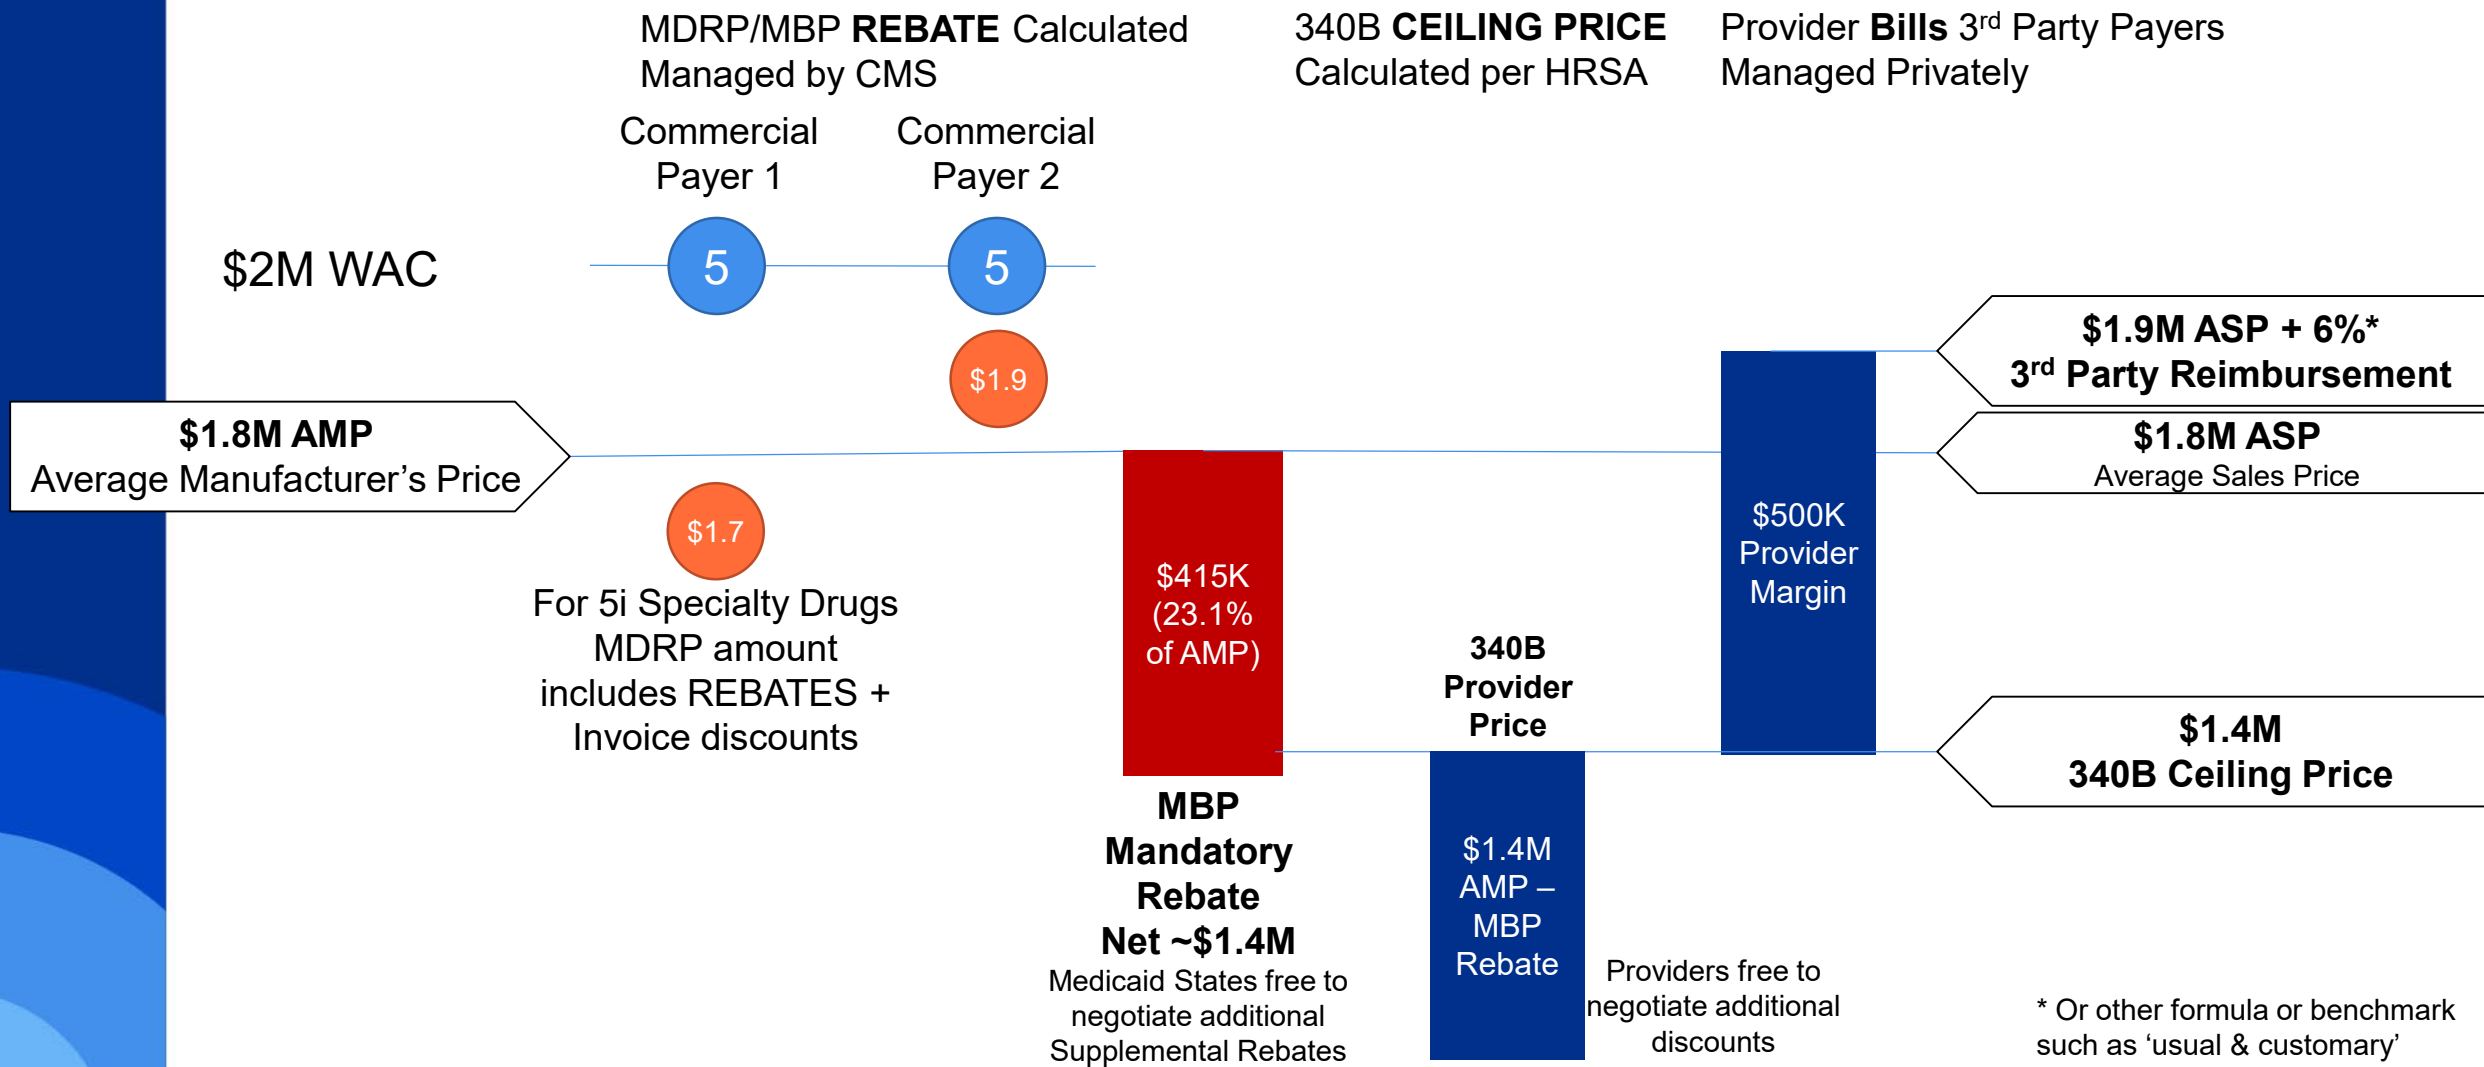 MDRP/MBP REBATE Calculated
Managed by CMS
340B CEILING PRICE
Calculated per HRSA
Provider Bills 3rd Party Payers
Managed Privately
Commercial
Payer 1
Commercial
Payer 2
$2M WAC
5
5
$1.9
$1.9M ASP + 6%*
3rd Party Reimbursement
$1.8M AMP
Average Manufacturer’s Price
$1.8M ASP
Average Sales Price
$1.7
For 5i Specialty Drugs
MDRP amount
includes REBATES +
Invoice discounts
$415K
(23.1%
of AMP)
$500K
Provider
Margin
340B
Provider
Price
$1.4M
340B Ceiling Price
MBP
Mandatory
Rebate
Net ~$1.4M
Medicaid States free to
negotiate additional
Supplemental Rebates
$1.4M
AMP –
MBP
Rebate
Providers free to
negotiate additional
discounts
* Or other formula or benchmark
such as ‘usual & customary’